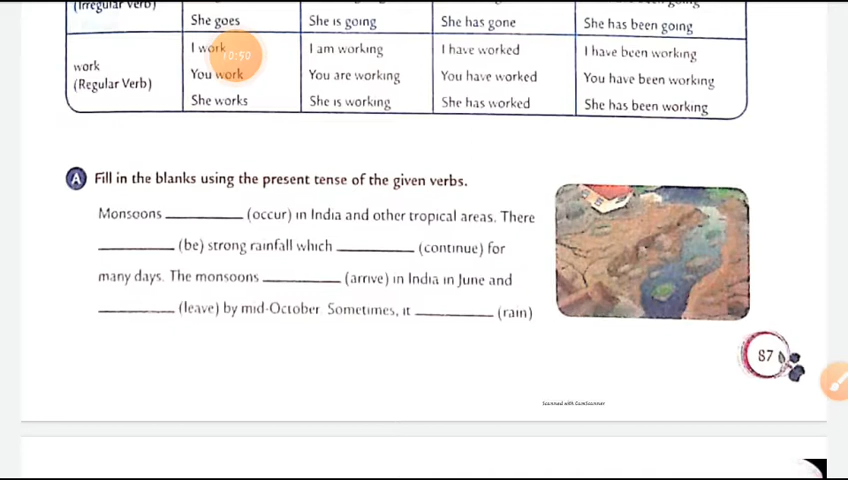 (Irregular Verb)
She goes She is going She has gone She has been going
I work I am working I have worked I have been working
work
10:50
(Regular Verb) You work You are working You have worked You have been working
She works She is working She has worked She has been working
A Fill in the blanks using the present tense of the given verbs.
Monsoons __________ (occur) in India and other tropical areas. There
__________ (be) strong rainfall which __________ (continue) for
many days. The monsoons __________ (arrive) in India in June and
__________ (leave) by mid-October Sometimes, it __________ (rain)
87
Scanned with CamScanner